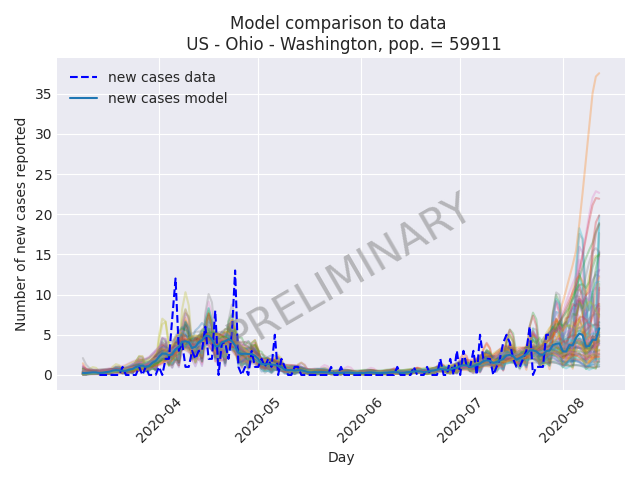 Model comparison to data
US - Ohio - Washington, pop. = 59911
new cases data
new cases model
PRELIMINARY
Number of new cases reported
35
30
25
20
15
10
5
0
2020-04
2020-05
2020-06
2020-07
2020-08
Day